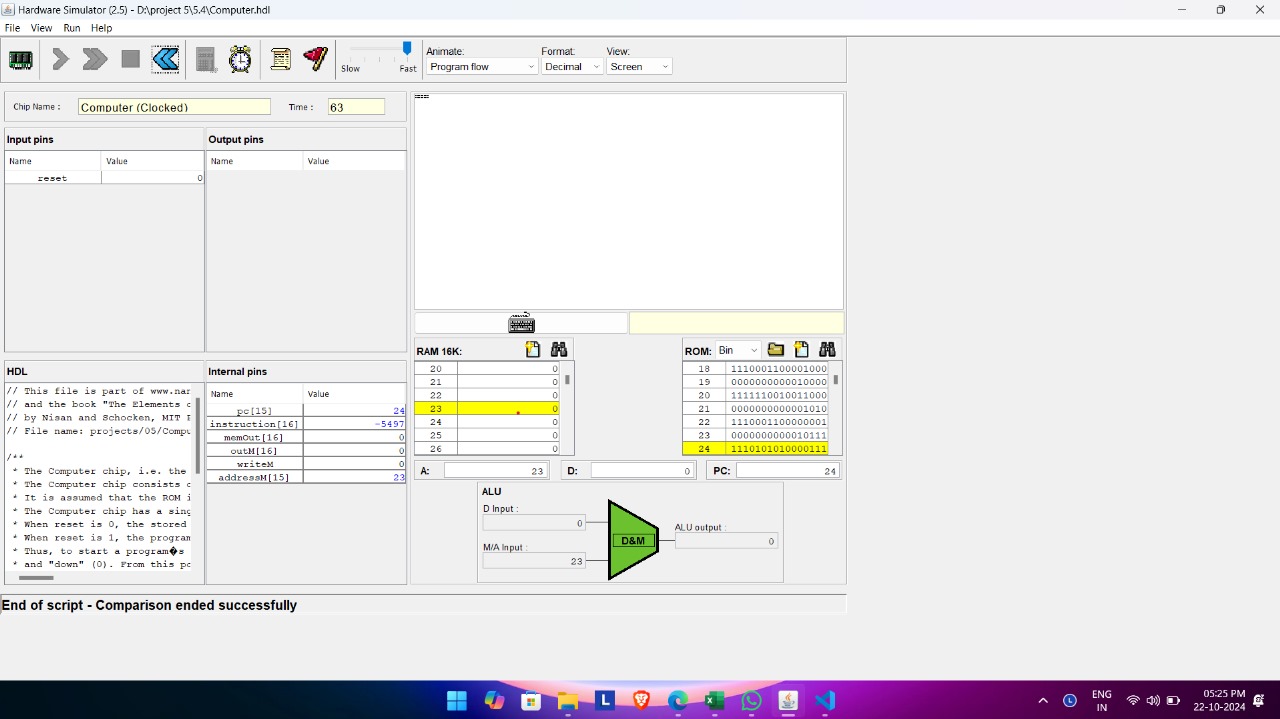 Hardware Simulator (2.5) - D:\project 5\5.4\Computer.hdl
File View Run Help
Slow Fast
Animate: Format: View:
Program flow Decimal Screen
Chip Name : Computer (Clocked) Time : 63
Input pins
Name Value
reset 0
Output pins
Name Value
HDL
// This file is part of www.nar
// and the book "The Elements o
// by Nisan and Schocken, MIT P
// File name: projects/05/Compu
/**
* The Computer chip, i.e. the
* The Computer chip consists o
* It is assumed that the ROM i
* The Computer chip has a sing
* When reset is 0, the stored
* When reset is 1, the program
* Thus, to start a program�s
* and "down" (0). From this po
Internal pins
Name Value
pc[15] 24
instruction[16] -5497
memOut[16] 0
outM[16] 0
writeM 0
addressM[15] 23
RAM 16K:
20 0
21 0
22 0
23 0
24 0
25 0
26 0
ROM: Bin
18 1110001100001000
19 0000000000010000
20 1111110010011000
21 0000000000001010
22 1110001100000001
23 0000000000010111
24 1110101010000111
A: 23 D: 0 PC: 24
ALU
D Input :
0
M/A Input :
23
D&M
ALU output :
0
End of script - Comparison ended successfully
L
ENG
IN
05:25 PM
22-10-2024